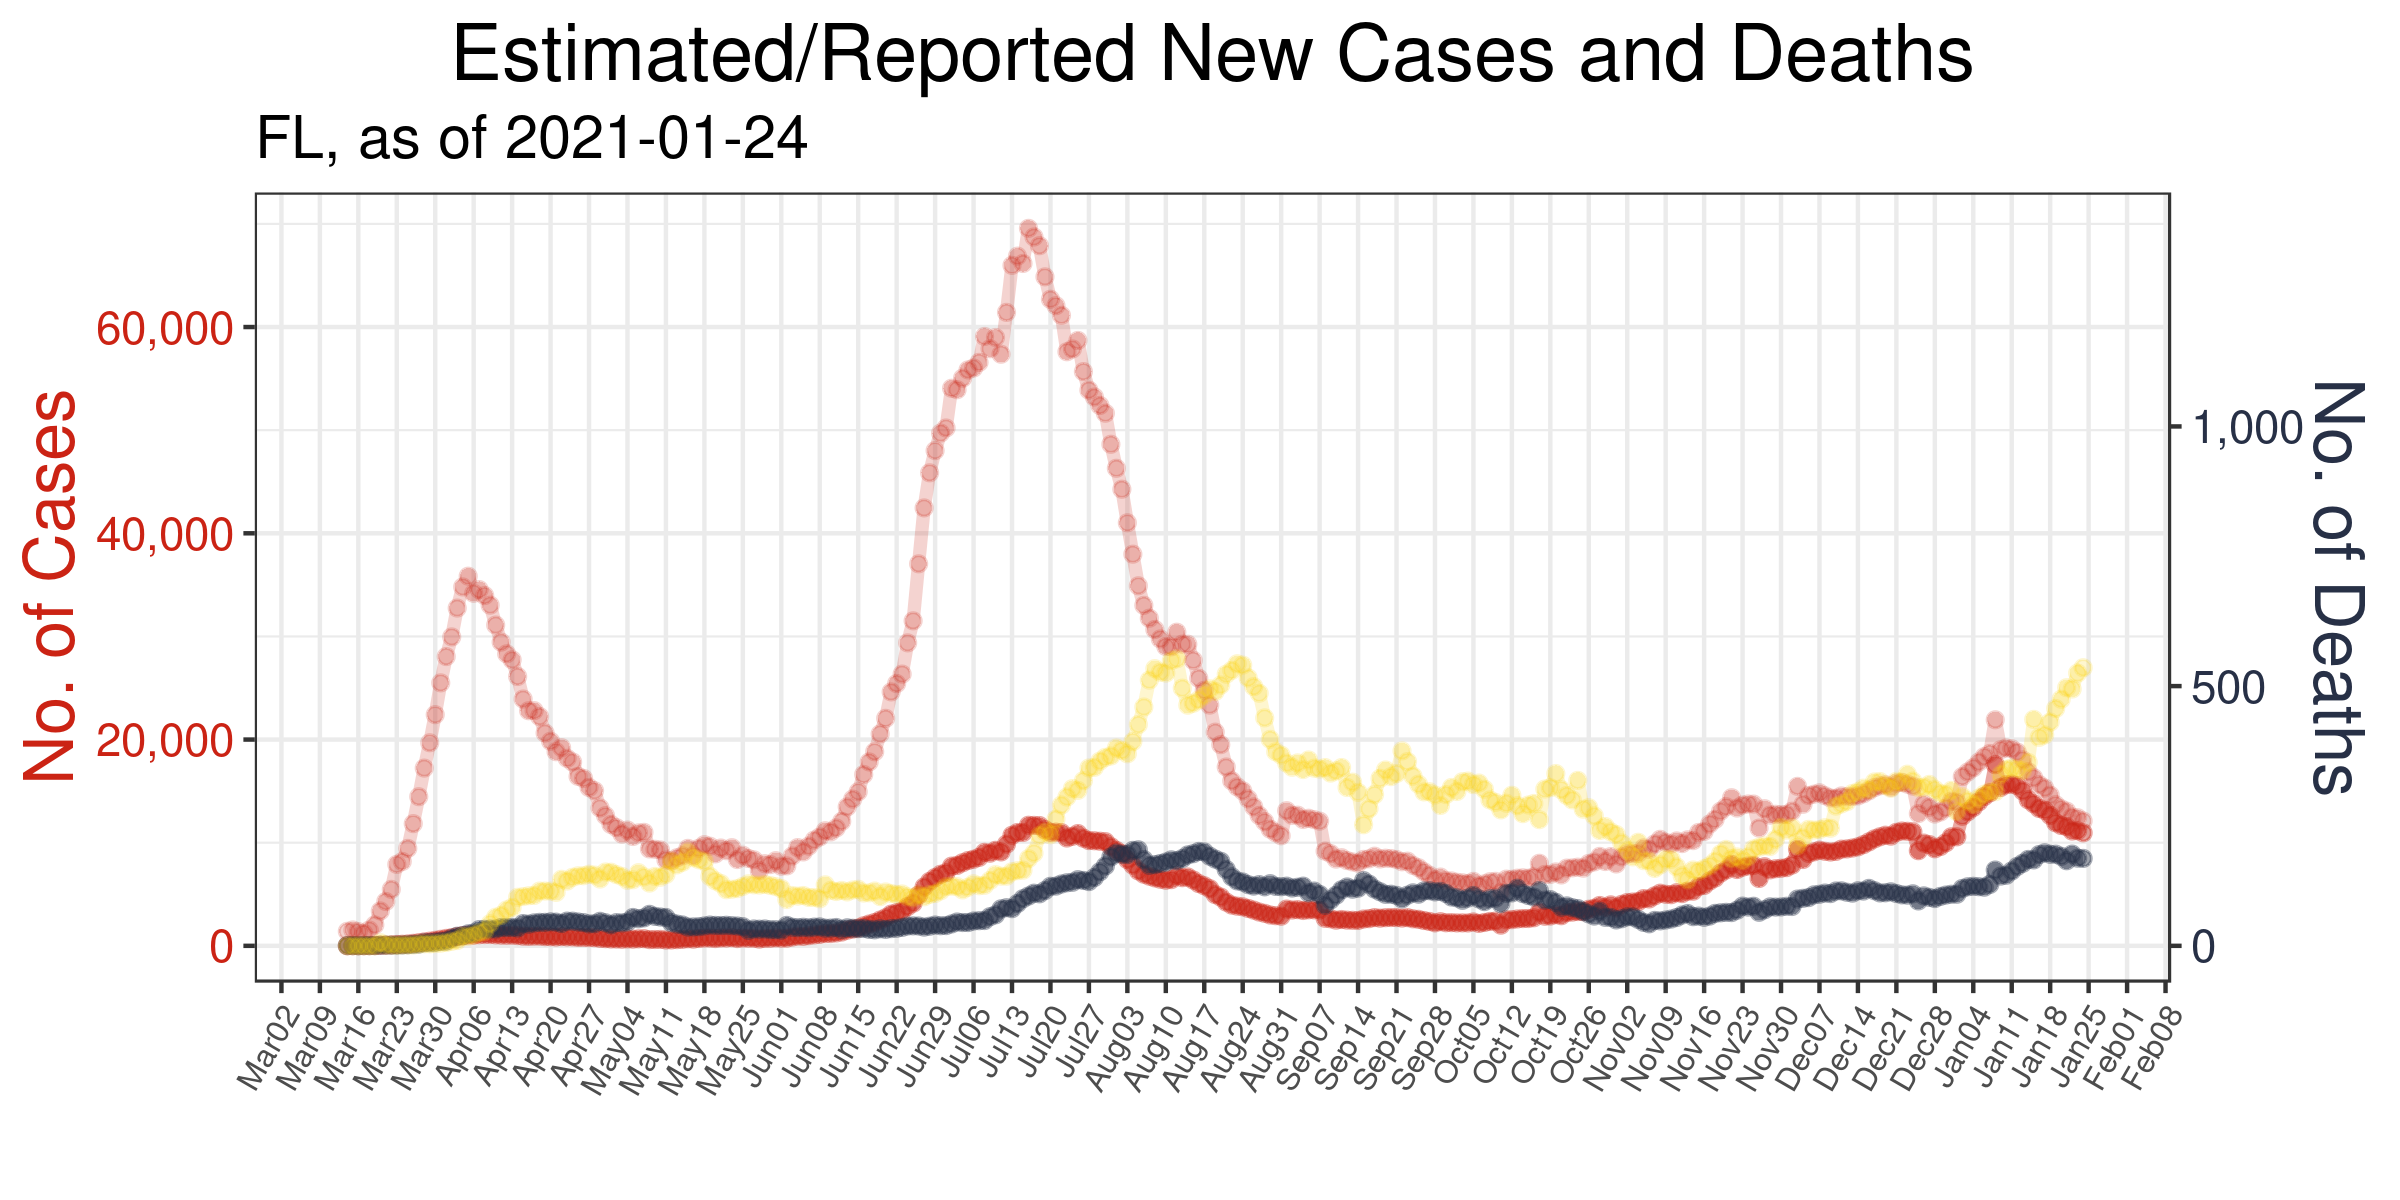 Estimated/Reported New Cases and Deaths
FL, as of 2021-01-24
No. of Cases
60,000
40,000
20,000
0
1,000
500
0
No. of Deaths
Mar02
Mar09
Mar16
Mar23
Mar30
Apr06
Apr13
Apr20
Apr27
May04
May11
May18
May25
Jun01
Jun08
Jun15
Jun22
Jun29
Jul06
Jul13
Jul20
Jul27
Aug03
Aug10
Aug17
Aug24
Aug31
Sep07
Sep14
Sep21
Sep28
Oct05
Oct12
Oct19
Oct26
Nov02
Nov09
Nov16
Nov23
Nov30
Dec07
Dec14
Dec21
Dec28
Jan04
Jan11
Jan18
Jan25
Feb01
Feb08